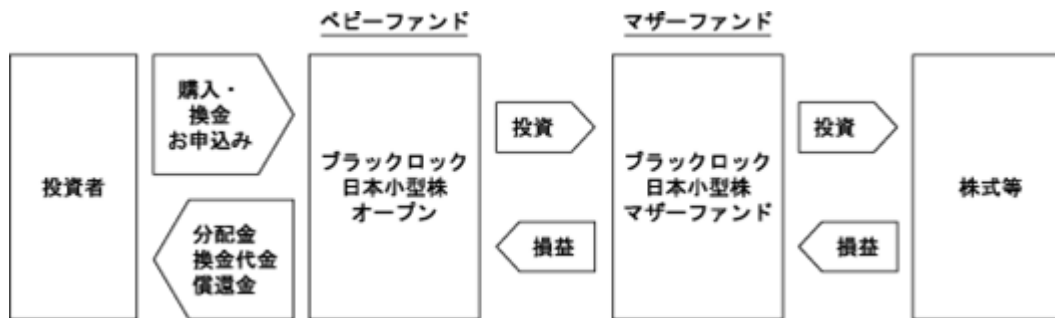 ベビーファンド
マザーファンド
投資者
購入・
換金
お申込み
分配金
換金代金
償還金
ブラックロック
日本小型株
オープン
投資
損益
ブラックロック
日本小型株
マザーファンド
投資
損益
株式等